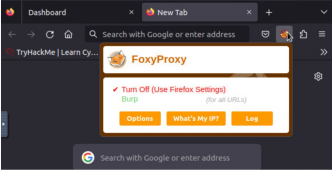 Dashboard
New Tab
Search with Google or enter address
TryHackMe | Learn Cy...
FoxyProxy
✔ Turn Off (Use Firefox Settings)
Burp (for all URLs)
Options What's My IP? Log
Search with Google or enter address